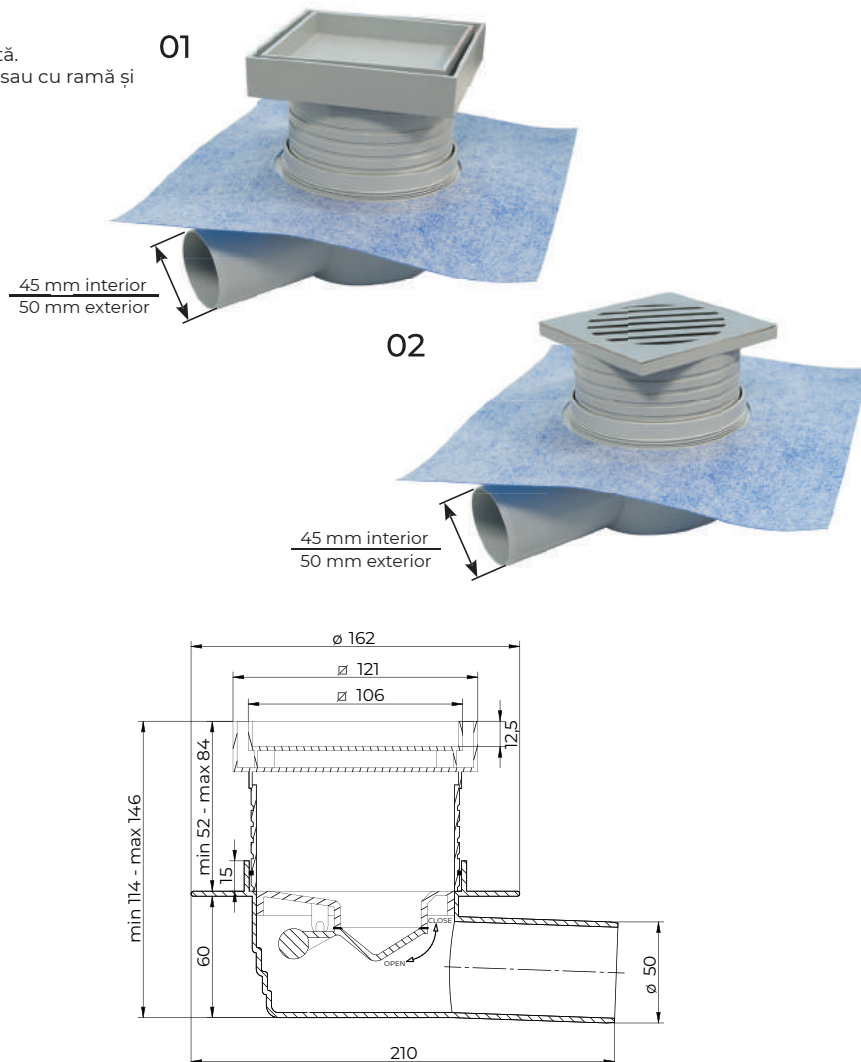 tă.
sau cu ramă și
01
45 mm interior
50 mm exterior
02
45 mm interior
50 mm exterior
ø 162
⍁ 121
⍁ 106
12,5
min 52 - max 84
min 114 - max 146
15
60
CLOSE
OPEN
ø 50
210